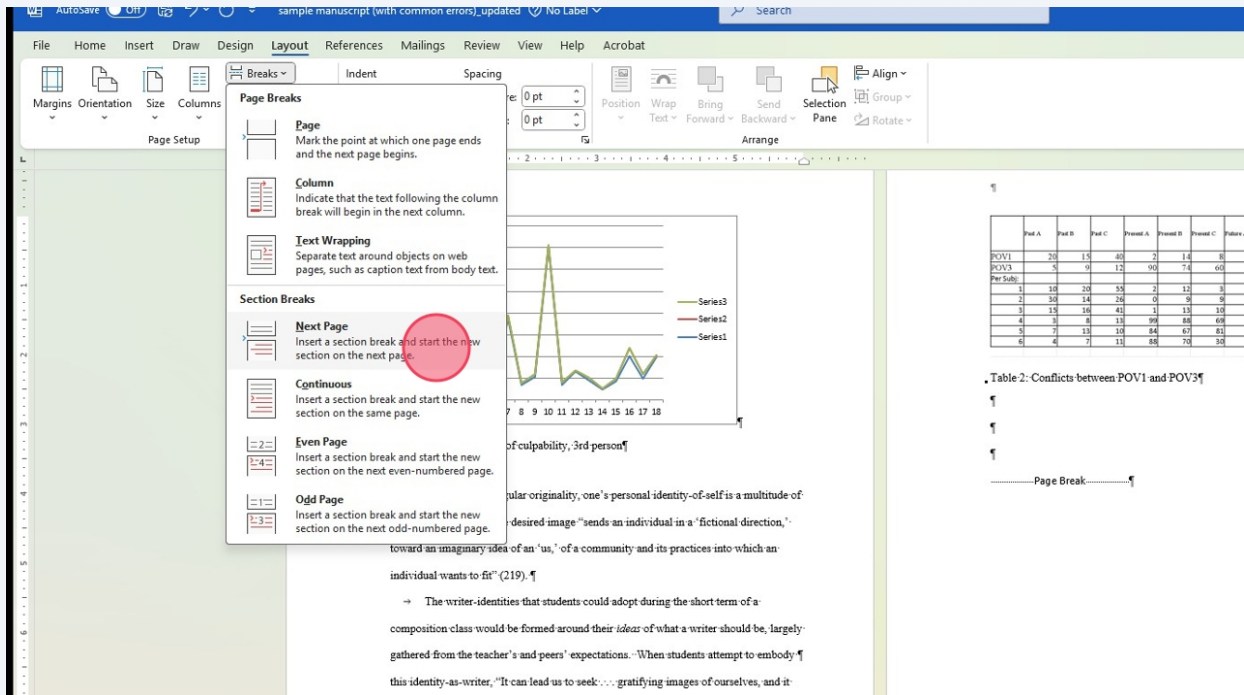 AutoSave Off sample manuscript (with common errors)_updated No Label Search
File Home Insert Draw Design Layout References Mailings Review View Help Acrobat
Breaks Indent Spacing Align
Margins Orientation Size Columns Position Wrap Text Bring Forward Send Backward Selection Pane Group
0 pt
0 pt
Rotate
Page Setup Arrange
Page Breaks
Page
Mark the point at which one page ends
and the next page begins.
Column
Indicate that the text following the column
break will begin in the next column.
Text Wrapping
Separate text around objects on web
pages, such as caption text from body text.
Section Breaks
Next Page
Insert a section break and start the new
section on the next page.
Continuous
Insert a section break and start the new
section on the same page.
Even Page
Insert a section break and start the new
section on the next even-numbered page.
Odd Page
Insert a section break and start the new
section on the next odd-numbered page.
2 3 4 5
1
2
3
4
5
6
Series3
Series2
Series1
7 8 9 10 11 12 13 14 15 16 17 18
of culpability, 3rd person¶
ular originality, one's personal identity-of-self is a multitude of
desired image "sends an individual in a 'fictional direction,'
toward an imaginary idea of an 'us,' of a community and its practices into which an
individual wants to fit" (219). ¶
→ The writer-identities that students could adopt during the short term of a
composition class would be formed around their ideas of what a writer should be, largely
gathered from the teacher's and peers' expectations. When students attempt to embody ¶
this identity-as-writer, "It can lead us to seek . . . gratifying images of ourselves, and it
¶
Past A Past B Past C Present A Present B Present C Future
POV1 20 15 40 2 14 8
POV3 5 9 12 90 74 60
Per Subj:
1 10 20 55 2 12 3
2 30 14 26 0 9 9
3 15 16 41 1 13 10
4 3 8 13 99 88 69
5 7 13 10 84 67 81
6 4 7 11 88 70 30
Table 2: Conflicts between POV1 and POV3¶
¶
¶
¶
Page Break ¶